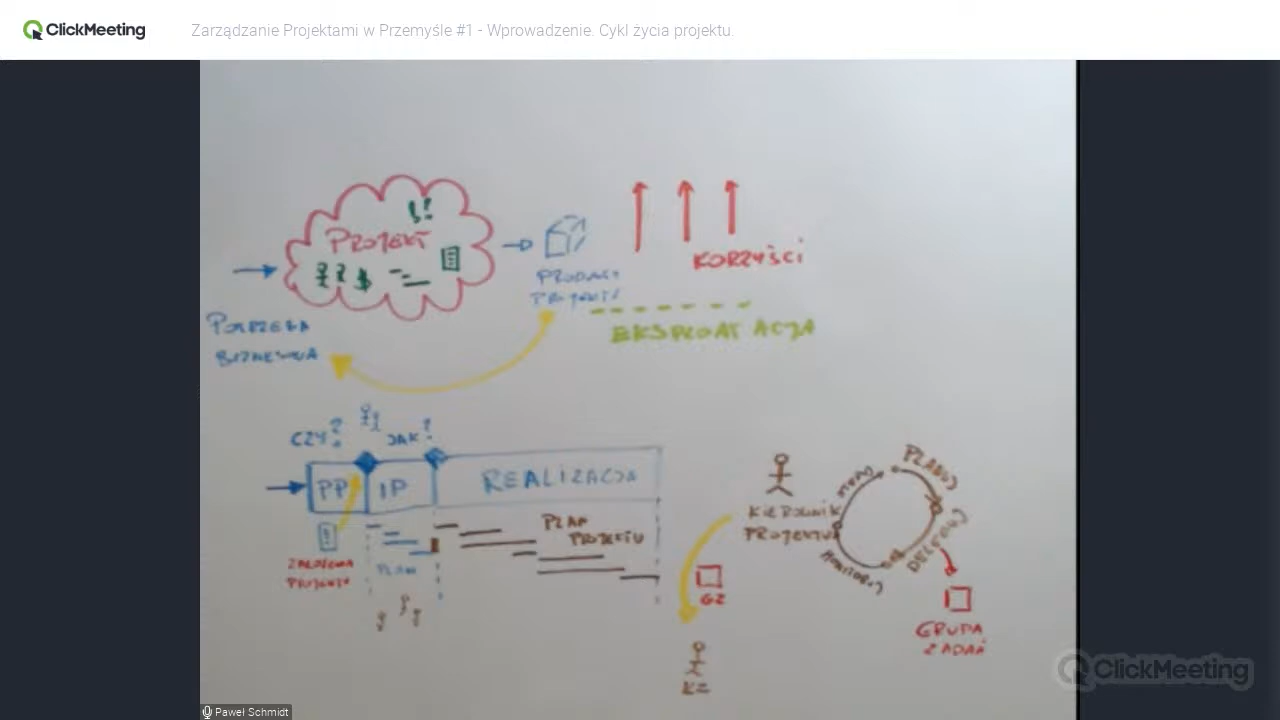 ClickMeeting
Zarządzanie Projektami w Przemyśle #1 - Wprowadzenie. Cykl życia projektu.
PROJEKT
$
PRODUKT
PROJEKTU
KORZYŚCI
EKSPLOATACJA
POTRZEBA
BIZNESOWA
CZY?
JAK?
PP
IP
REALIZACJA
ZAŁOŻENIA
PROJEKTU
PLAN
PLAN
PROJEKTU
KIEROWNIK
PROJEKTU
PLANUJ
DELEGUJ
MONITORUJ
GZ
KZ
GRUPA
ZADAŃ
ClickMeeting
Paweł Schmidt